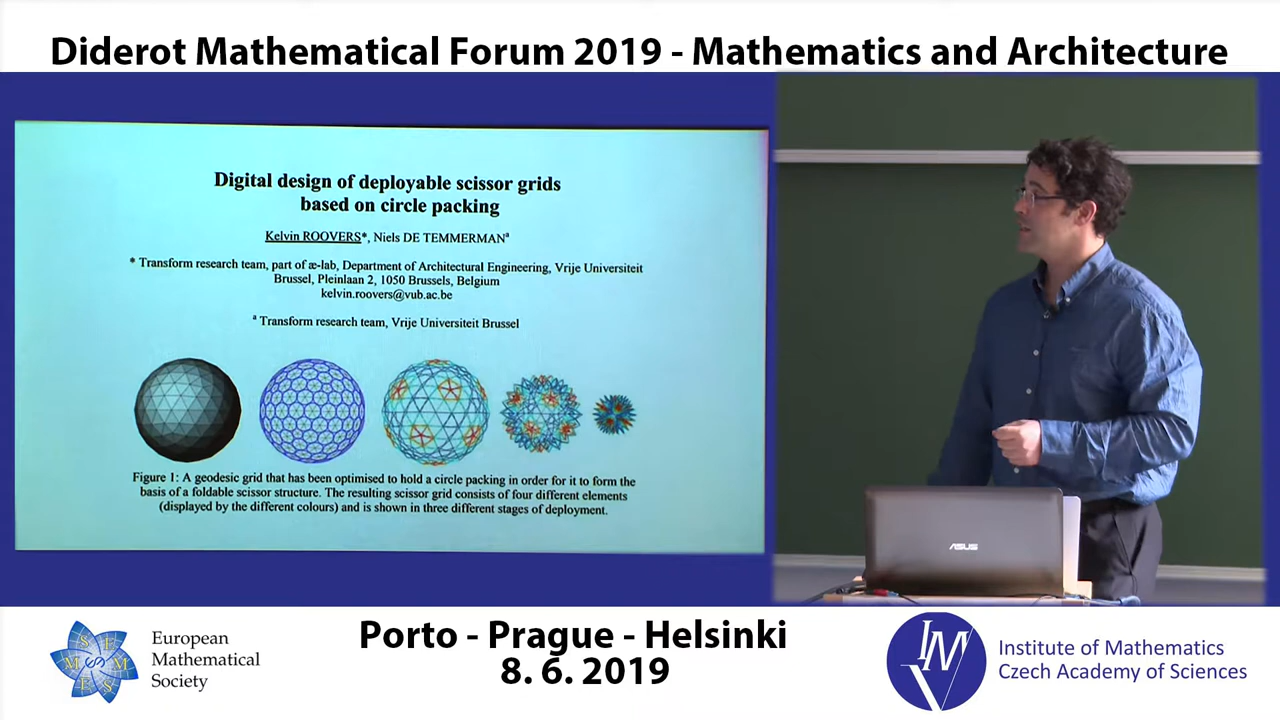 Diderot Mathematical Forum 2019 - Mathematics and Architecture
Digital design of deployable scissor grids
based on circle packing
Kelvin ROOVERS*, Niels DE TEMMERMANª
* Transform research team, part of æ-lab, Department of Architectural Engineering, Vrije Universiteit
Brussel, Pleinlaan 2, 1050 Brussels, Belgium
kelvin.roovers@vub.ac.be
ª Transform research team, Vrije Universiteit Brussel
Figure 1: A geodesic grid that has been optimised to hold a circle packing in order for it to form the
basis of a foldable scissor structure. The resulting scissor grid consists of four different elements
(displayed by the different colours) and is shown in three different stages of deployment.
ASUS
European
Mathematical
Society
Porto - Prague - Helsinki
8. 6. 2019
IM
V
Institute of Mathematics
Czech Academy of Sciences